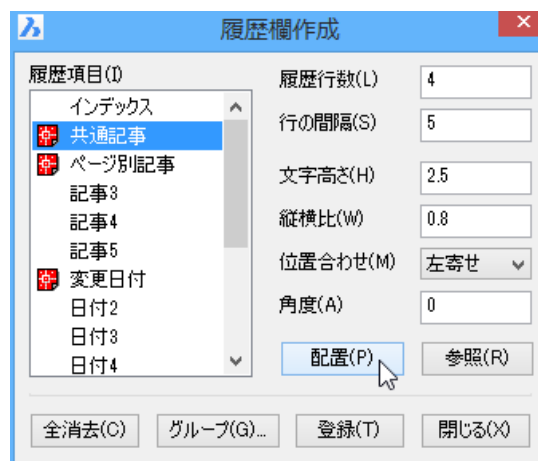 履歴欄作成
履歴項目(I)
インデックス
共通記事
ページ別記事
記事3
記事4
記事5
変更日付
日付2
日付3
日付4
履歴行数(L) 4
行の間隔(S) 5
文字高さ(H) 2.5
縦横比(W) 0.8
位置合わせ(M) 左寄せ
角度(A) 0
配置(P) 参照(R)
全消去(C) グループ(G)... 登録(T) 閉じる(X)